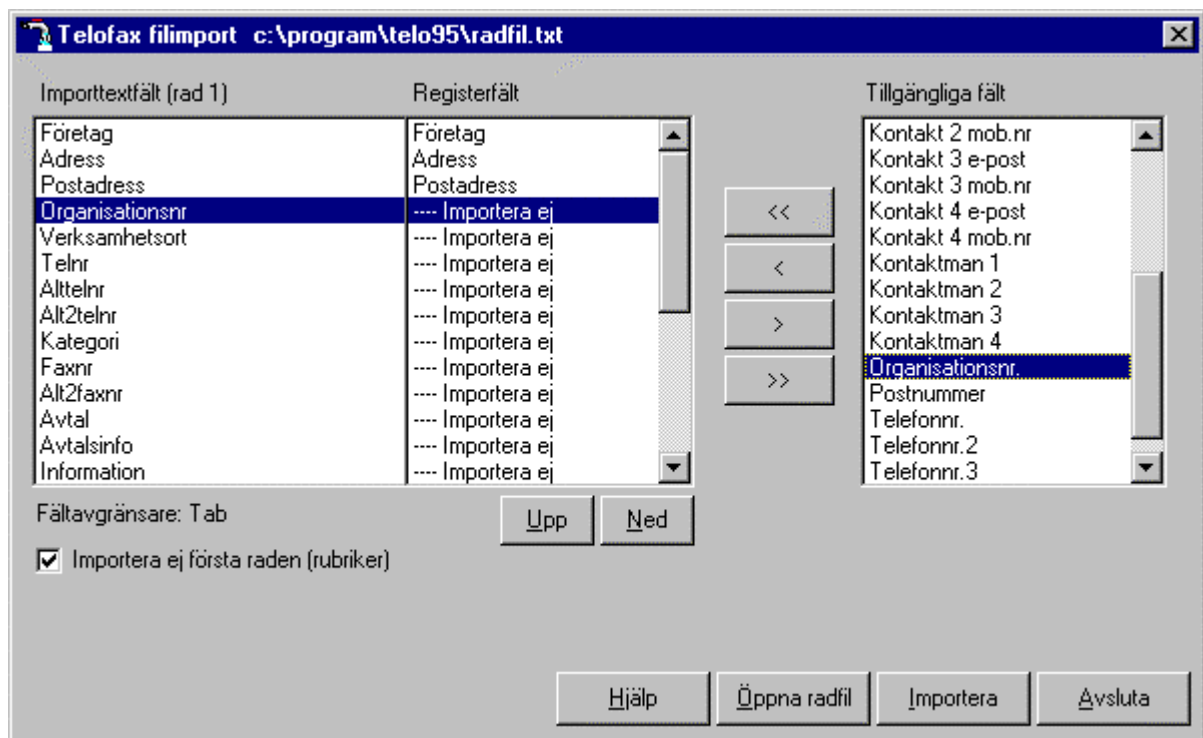 Telofax filimport c:\program\telo95\radfil.txt
Importtextfält (rad 1)
Registerfält
Tillgängliga fält
Företag
Adress
Postadress
Organisationsnr
Verksamhetsort
Telnr
Alttelnr
Alt2telnr
Kategori
Faxnr
Alt2faxnr
Avtal
Avtalsinfo
Information
Företag
Adress
Postadress
---- Importera ej
---- Importera ej
---- Importera ej
---- Importera ej
---- Importera ej
---- Importera ej
---- Importera ej
---- Importera ej
---- Importera ej
---- Importera ej
---- Importera ej
<<
<
>
>>
Kontakt 2 mob.nr
Kontakt 3 e-post
Kontakt 3 mob.nr
Kontakt 4 e-post
Kontakt 4 mob.nr
Kontaktman 1
Kontaktman 2
Kontaktman 3
Kontaktman 4
Organisationsnr.
Postnummer
Telefonnr.
Telefonnr.2
Telefonnr.3
Fältavgränsare: Tab
Upp
Ned
Importera ej första raden (rubriker)
Hjälp
Öppna radfil
Importera
Avsluta